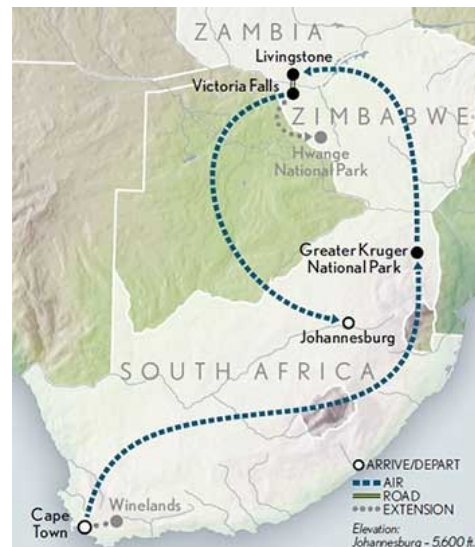 ZAMBIA
Livingstone
Victoria Falls
ZIMBABWE
Hwange
National Park
Greater Kruger
National Park
Johannesburg
SOUTH AFRICA
Cape
Town
Winelands
ARRIVE/DEPART
AIR
ROAD
EXTENSION
Elevation:
Johannesburg – 5,600 ft.